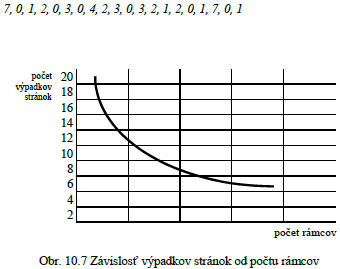 7, 0, 1, 2, 0, 3, 0, 4, 2, 3, 0, 3, 2, 1, 2, 0, 1, 7, 0, 1
počet
výpadkov
stránok
20
18
16
14
12
10
8
6
4
2
počet rámcov
Obr. 10.7 Závislosť výpadkov stránok od počtu rámcov